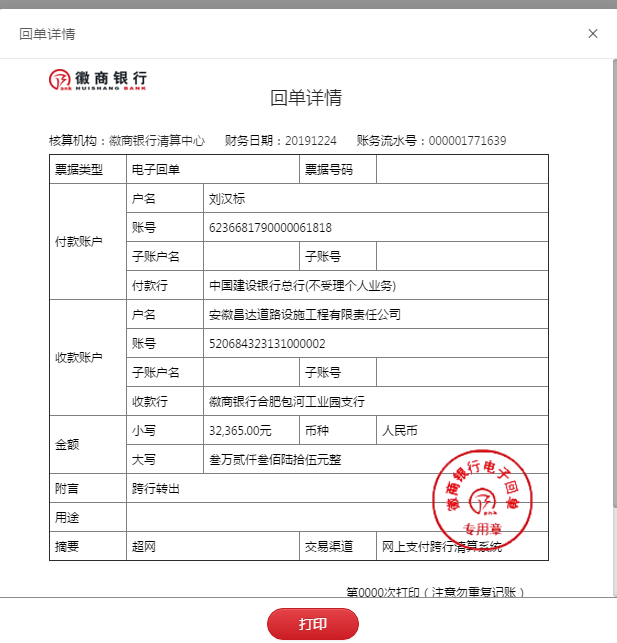 回单详情
×
徽商银行
HUISHANG BANK
回单详情
核算机构：徽商银行清算中心 财务日期：20191224 账务流水号：000001771639
票据类型 电子回单 票据号码
付款账户 户名 刘汉标
账号 6236681790000061818
子账户名 子账号
付款行 中国建设银行总行(不受理个人业务)
收款账户 户名 安徽昌达道路设施工程有限责任公司
账号 520684323131000002
子账户名 子账号
收款行 徽商银行合肥包河工业园支行
金额 小写 32,365.00元 币种 人民币
大写 叁万贰仟叁佰陆拾伍元整
附言 跨行转出
用途
摘要 超网 交易渠道 网上支付跨行清算系统
徽商银行电子回单
专用章
第0000次打印（注意勿重复记账）
打印